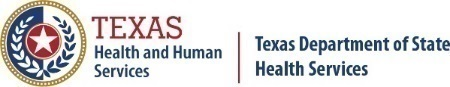 TEXAS
Health and Human
Services
Texas Department of State
Health Services